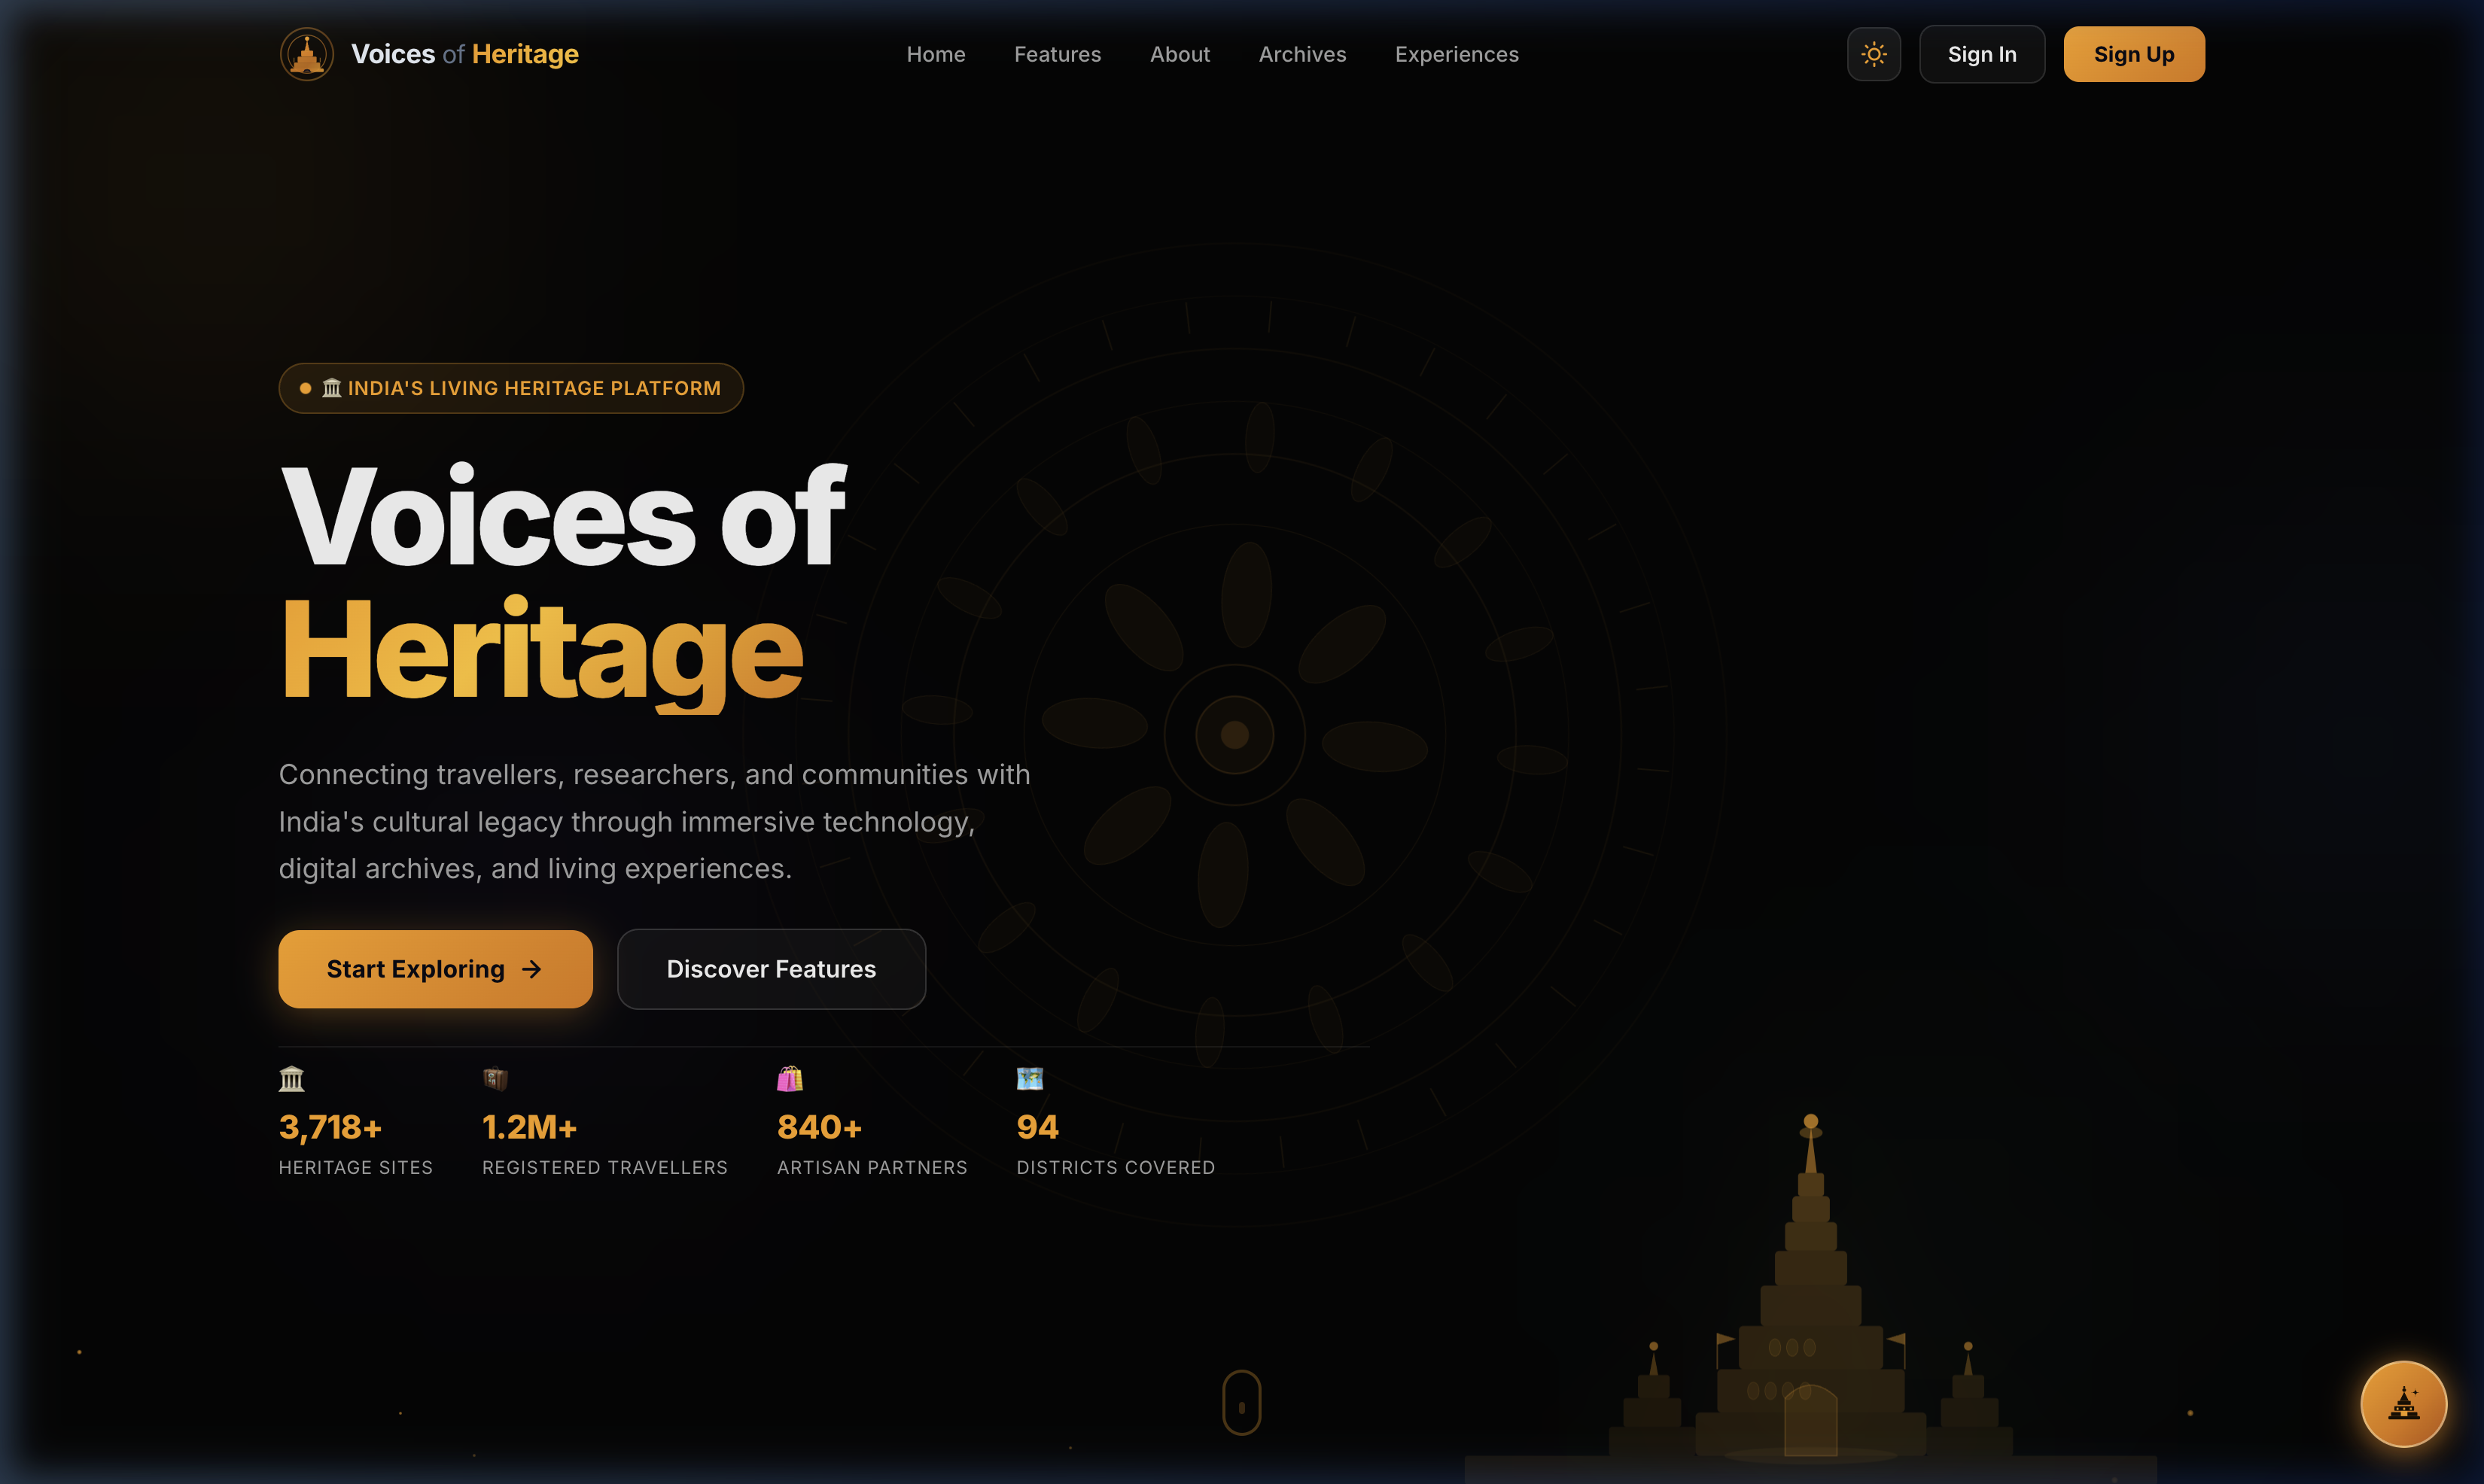 Voices of Heritage
Home Features About Archives Experiences
Sign In
Sign Up
INDIA'S LIVING HERITAGE PLATFORM
Voices of
Heritage
Connecting travellers, researchers, and communities with
India's cultural legacy through immersive technology,
digital archives, and living experiences.
Start Exploring →
Discover Features
3,718+
HERITAGE SITES
1.2M+
REGISTERED TRAVELLERS
840+
ARTISAN PARTNERS
94
DISTRICTS COVERED